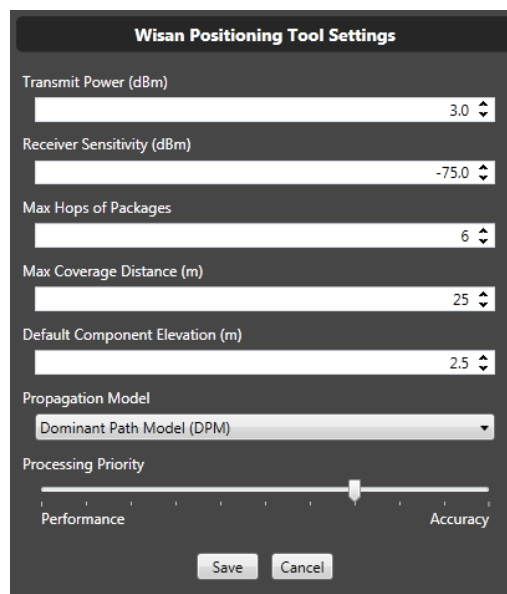 Wisan Positioning Tool Settings
Transmit Power (dBm)
3.0
Receiver Sensitivity (dBm)
-75.0
Max Hops of Packages
6
Max Coverage Distance (m)
25
Default Component Elevation (m)
2.5
Propagation Model
Dominant Path Model (DPM)
Processing Priority
Performance Accuracy
Save Cancel